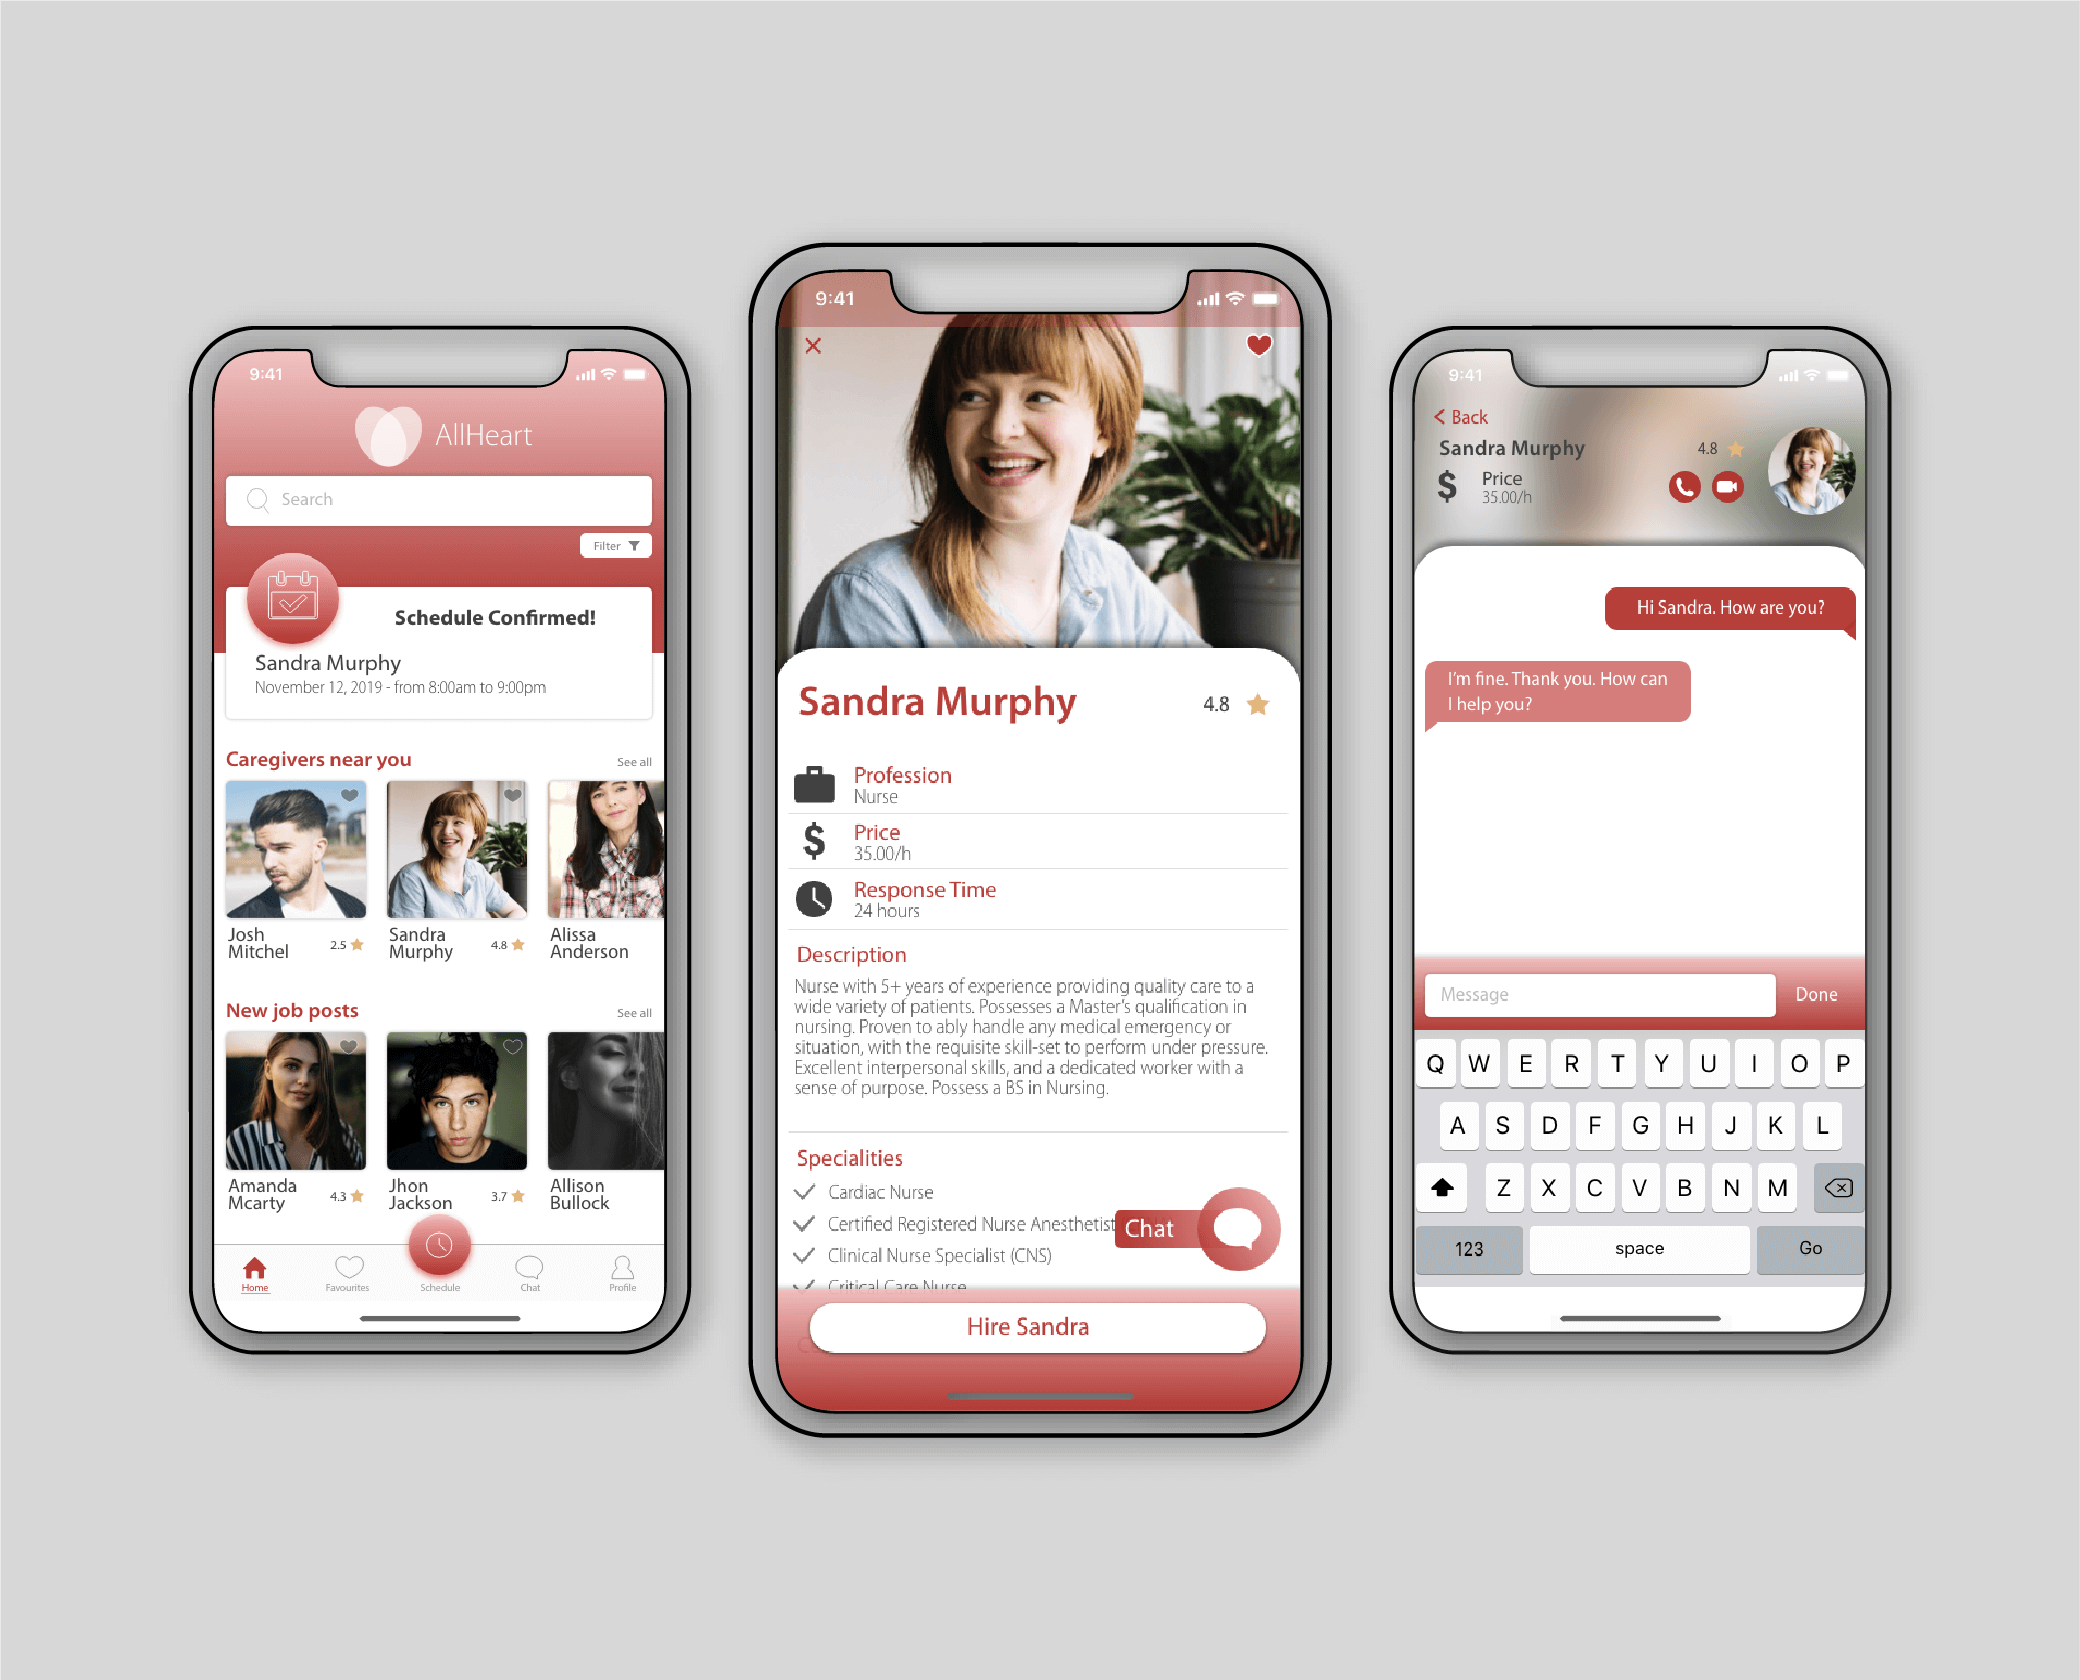 9:41
AllHeart
Search
Filter
Schedule Confirmed!
Sandra Murphy
November 12, 2019 - from 8:00am to 9:00pm
Caregivers near you
See all
Josh
Mitchel
2.5
Sandra
Murphy
4.8
Alissa
Anderson
New job posts
See all
Amanda
Mcarty
4.3
Jhon
Jackson
3.7
Allison
Bullock
Home
Favourites
Schedule
Chat
Profile
9:41
Sandra Murphy
4.8
Profession
Nurse
$
Price
35.00/h
Response Time
24 hours
Description
Nurse with 5+ years of experience providing quality care to a
wide variety of patients. Possesses a Master's qualification in
nursing. Proven to ably handle any medical emergency or
situation, with the requisite skill-set to perform under pressure.
Excellent interpersonal skills, and a dedicated worker with a
sense of purpose. Possess a BS in Nursing.
Specialities
Cardiac Nurse
Certified Registered Nurse Anesthetist
Chat
Clinical Nurse Specialist (CNS)
Critical Care Nurse
Hire Sandra
9:41
< Back
Sandra Murphy
4.8
$
Price
35.00/h
Hi Sandra. How are you?
I'm fine. Thank you. How can
I help you?
Message
Done
Q W E R T Y U I O P
A S D F G H J K L
Z X C V B N M
123
space
Go